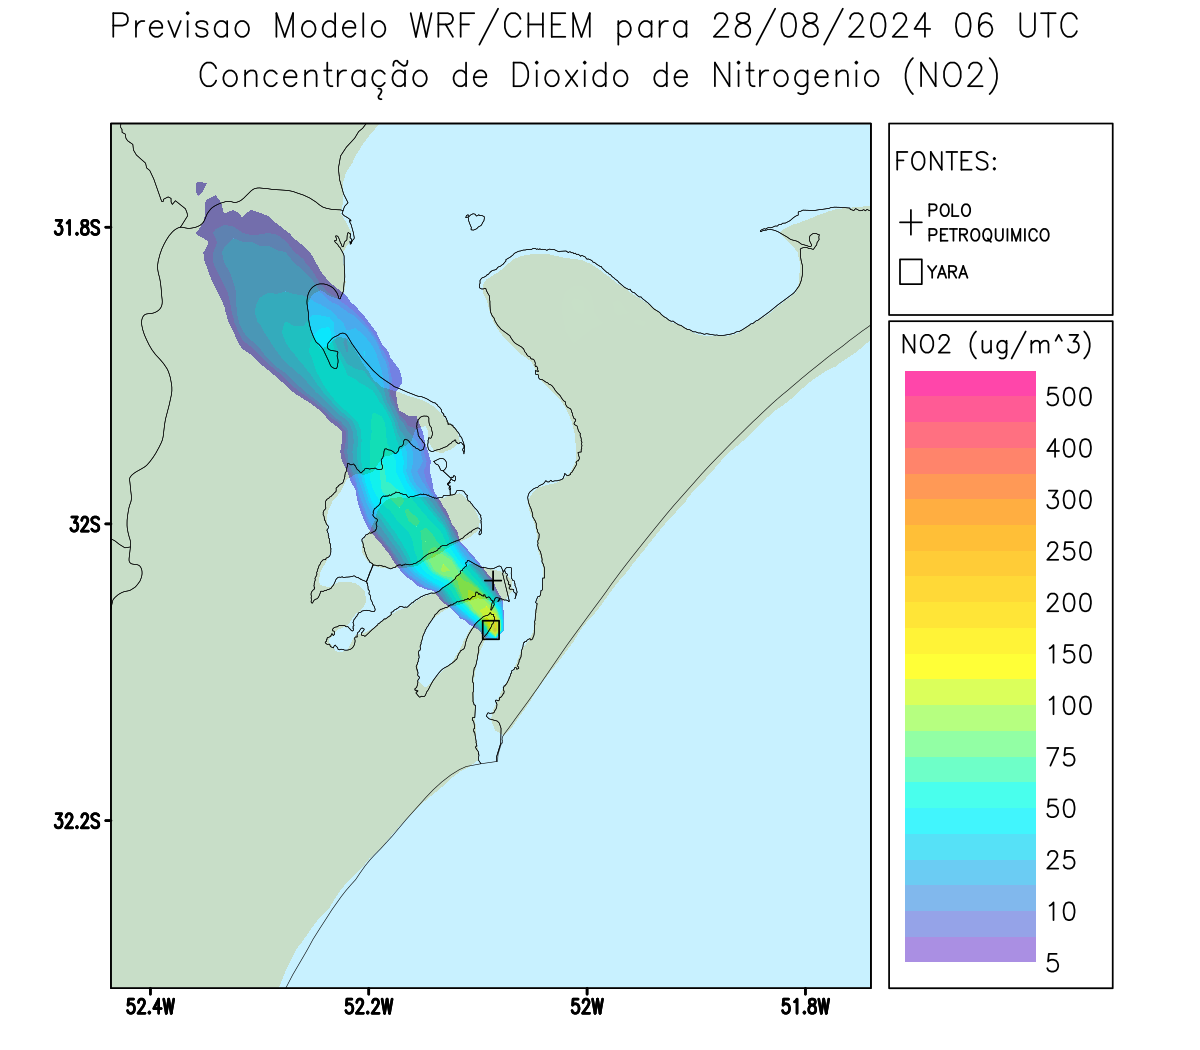 Previsao Modelo WRF/CHEM para 28/08/2024 06 UTC
Concentração de Dioxido de Nitrogenio (NO2)
FONTES:
POLO
PETROQUIMICO
YARA
NO2 (ug/m^3)
500
400
300
250
200
150
100
75
50
25
10
5
31.8S
32S
32.2S
52.4W
52.2W
52W
51.8W